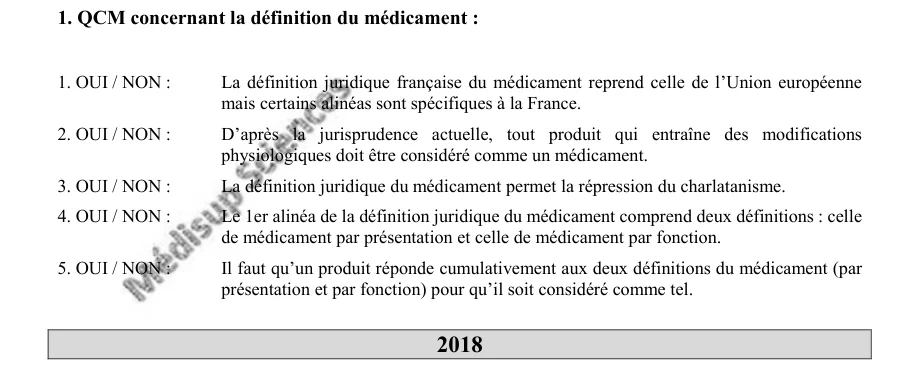 1. QCM concernant la définition du médicament :
1. OUI / NON : La définition juridique française du médicament reprend celle de l'Union européenne
mais certains alinéas sont spécifiques à la France.
2. OUI / NON : D'après la jurisprudence actuelle, tout produit qui entraîne des modifications
physiologiques doit être considéré comme un médicament.
3. OUI / NON : La définition juridique du médicament permet la répression du charlatanisme.
4. OUI / NON : Le 1er alinéa de la définition juridique du médicament comprend deux définitions : celle
de médicament par présentation et celle de médicament par fonction.
5. OUI / NON : Il faut qu'un produit réponde cumulativement aux deux définitions du médicament (par
présentation et par fonction) pour qu'il soit considéré comme tel.
Médisup Sciences
2018